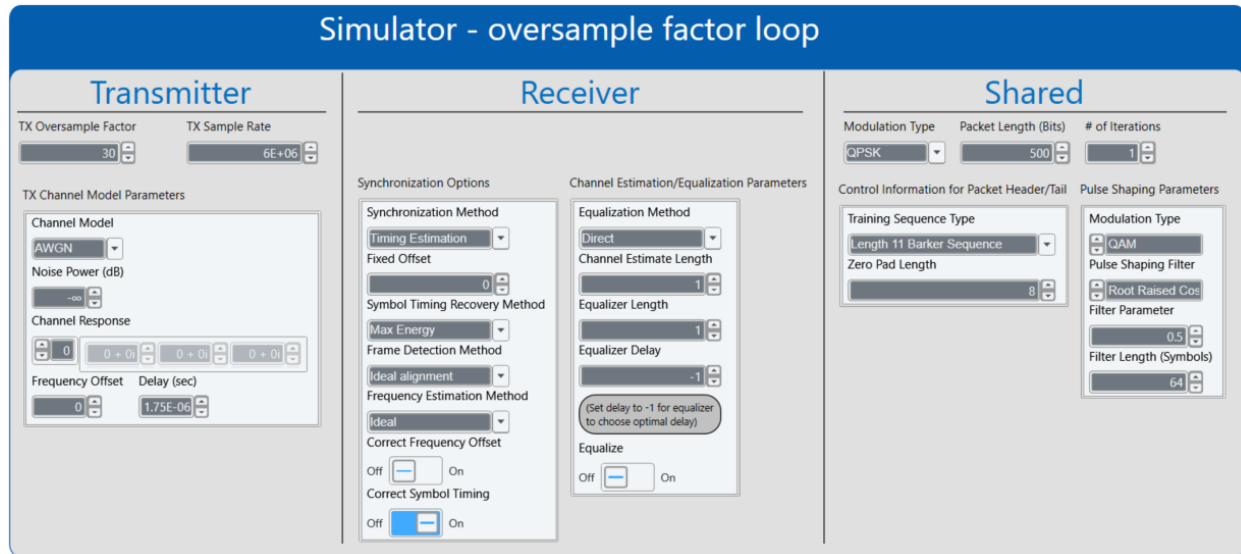 Simulator - oversample factor loop
Transmitter
TX Oversample Factor TX Sample Rate
30 6E+06
TX Channel Model Parameters
Channel Model
AWGN
Noise Power (dB)
-∞
Channel Response
0 0 + 0i 0 + 0i 0 + 0i
Frequency Offset Delay (sec)
0 1.75E-06
Receiver
Synchronization Options
Synchronization Method
Timing Estimation
Fixed Offset
0
Symbol Timing Recovery Method
Max Energy
Frame Detection Method
Ideal alignment
Frequency Estimation Method
Ideal
Correct Frequency Offset
Off On
Correct Symbol Timing
Off On
Channel Estimation/Equalization Parameters
Equalization Method
Direct
Channel Estimate Length
1
Equalizer Length
1
Equalizer Delay
-1
(Set delay to -1 for equalizer
to choose optimal delay)
Equalize
Off On
Shared
Modulation Type Packet Length (Bits) # of Iterations
QPSK 500 1
Control Information for Packet Header/Tail
Training Sequence Type
Length 11 Barker Sequence
Zero Pad Length
8
Pulse Shaping Parameters
Modulation Type
QAM
Pulse Shaping Filter
Root Raised Cos
Filter Parameter
0.5
Filter Length (Symbols)
64